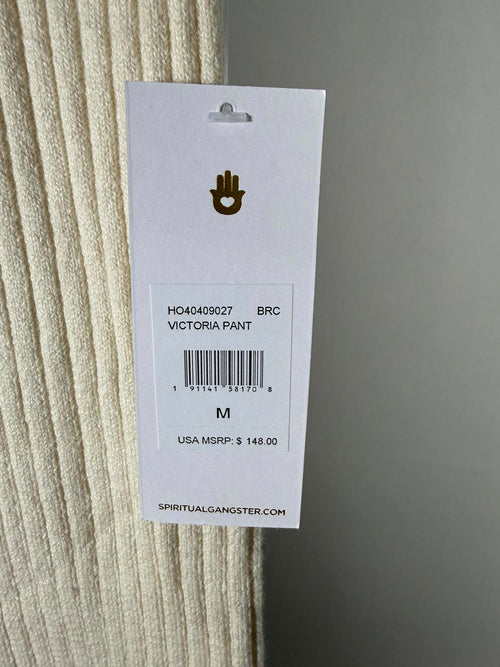 HO40409027 BRC
VICTORIA PANT
1 91141 58170 8
M
USA MSRP: $ 148.00
SPIRITUALGANGSTER.COM